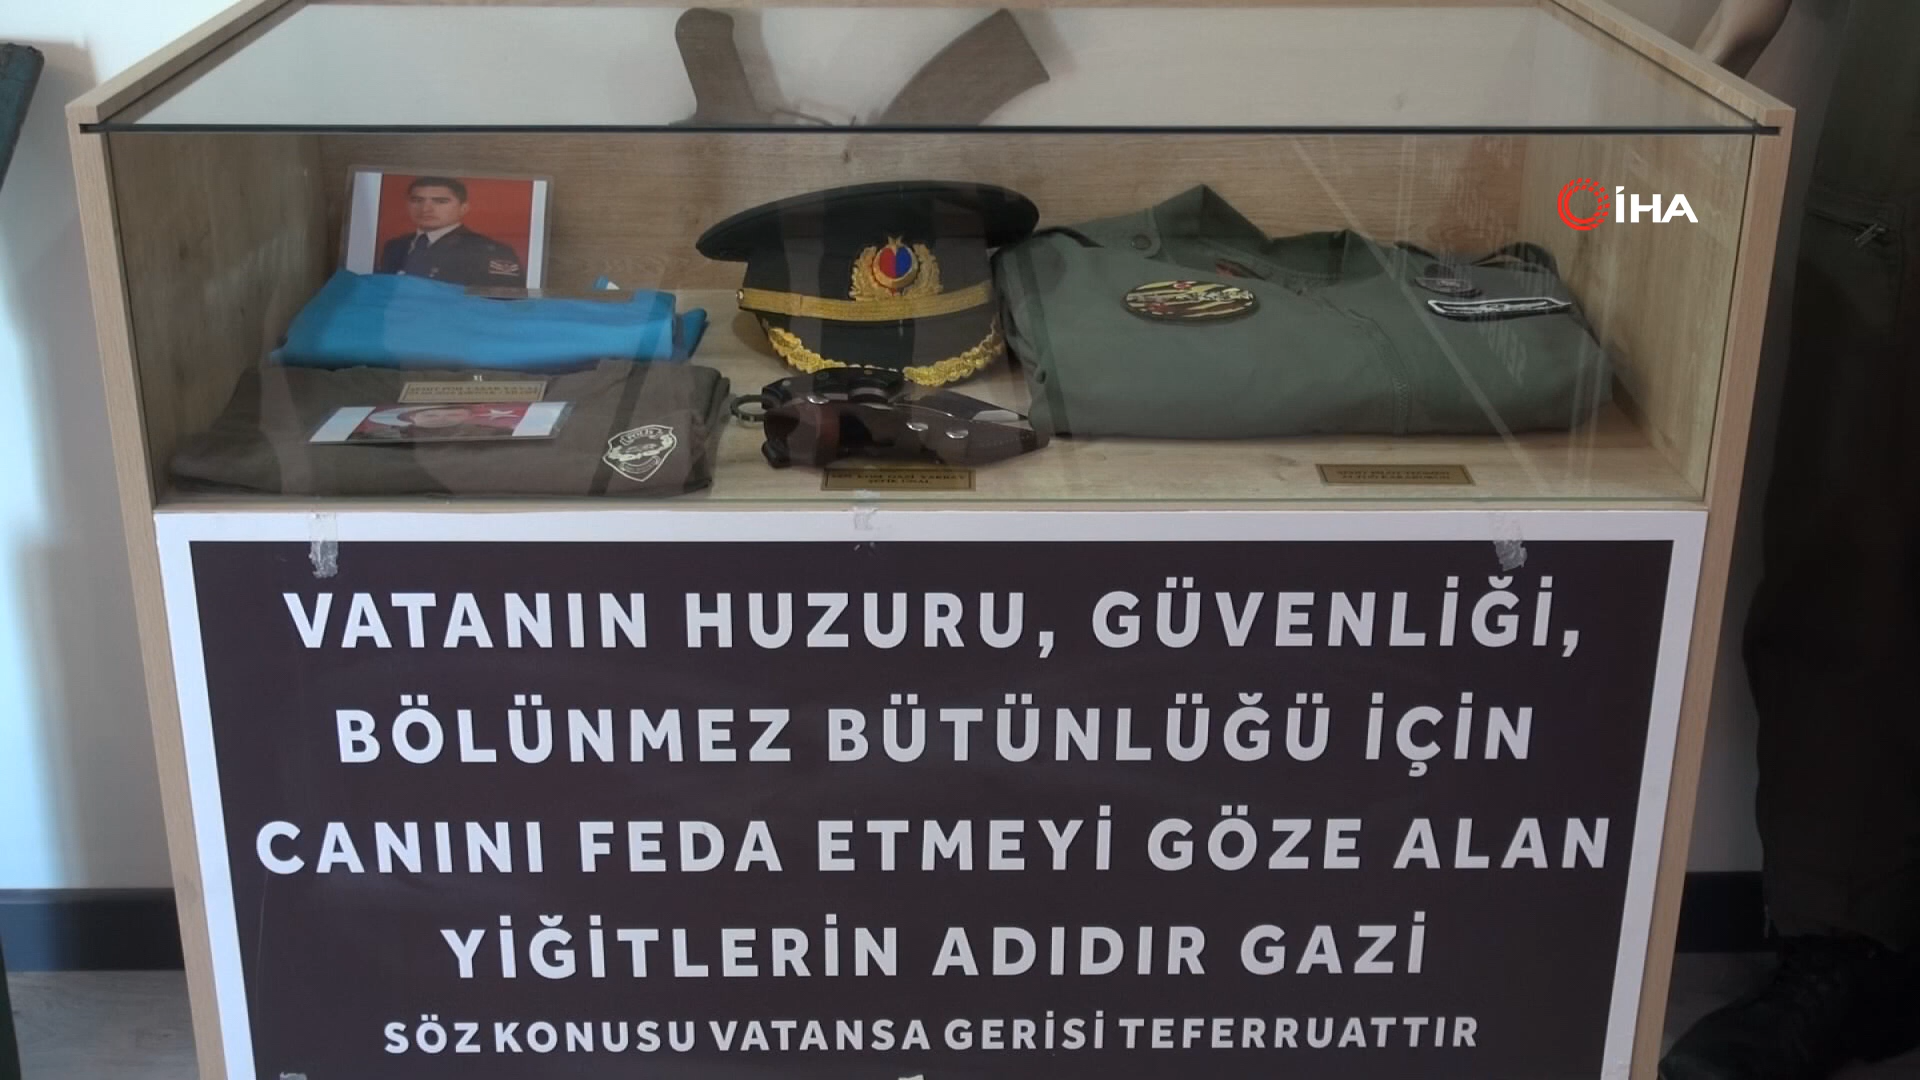 İHA
VATANIN HUZURU, GÜVENLİĞİ,
BÖLÜNMEZ BÜTÜNLÜĞÜ İÇİN
CANINI FEDA ETMEYİ GÖZE ALAN
YİĞİTLERİN ADIDIR GAZİ
SÖZ KONUSU VATANSA GERİSİ TEFERRUATTIR